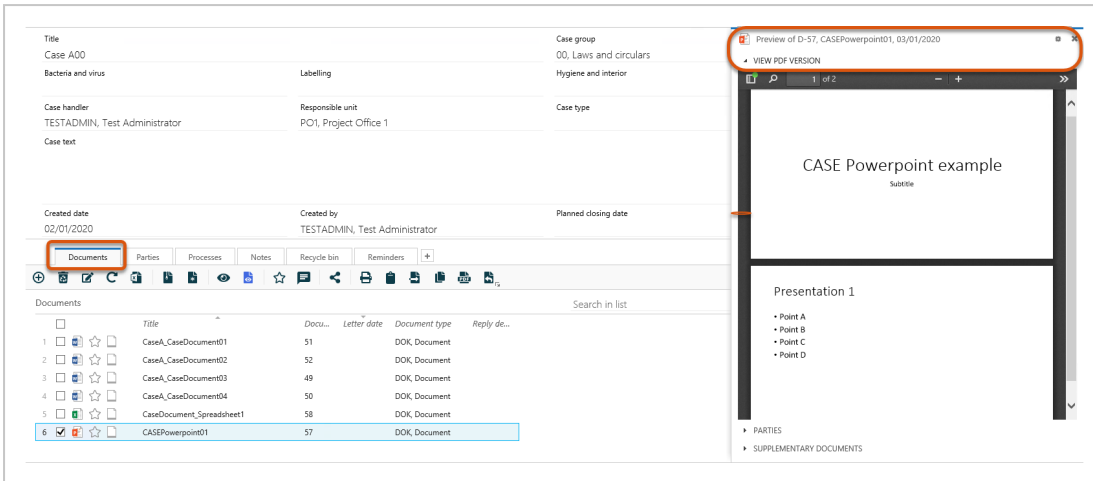 Title
Case A00
Case group
00, Laws and circulars
Bacteria and virus
Labelling
Hygiene and interior
Case handler
TESTADMIN, Test Administrator
Responsible unit
PO1, Project Office 1
Case type
Case text
Created date
02/01/2020
Created by
TESTADMIN, Test Administrator
Planned closing date
Documents Parties Processes Notes Recycle bin Reminders +
Documents Search in list
Title Docu... Letter date Document type Reply de...
1 CaseA_CaseDocument01 51 DOK, Document
2 CaseA_CaseDocument02 52 DOK, Document
3 CaseA_CaseDocument03 49 DOK, Document
4 CaseA_CaseDocument04 50 DOK, Document
5 CaseDocument_Spreadsheet1 58 DOK, Document
6 CASEPowerpoint01 57 DOK, Document
Preview of D-57, CASEPowerpoint01, 03/01/2020
VIEW PDF VERSION
1 of 2
CASE Powerpoint example
Subtitle
Presentation 1
• Point A
• Point B
• Point C
• Point D
PARTIES
SUPPLEMENTARY DOCUMENTS